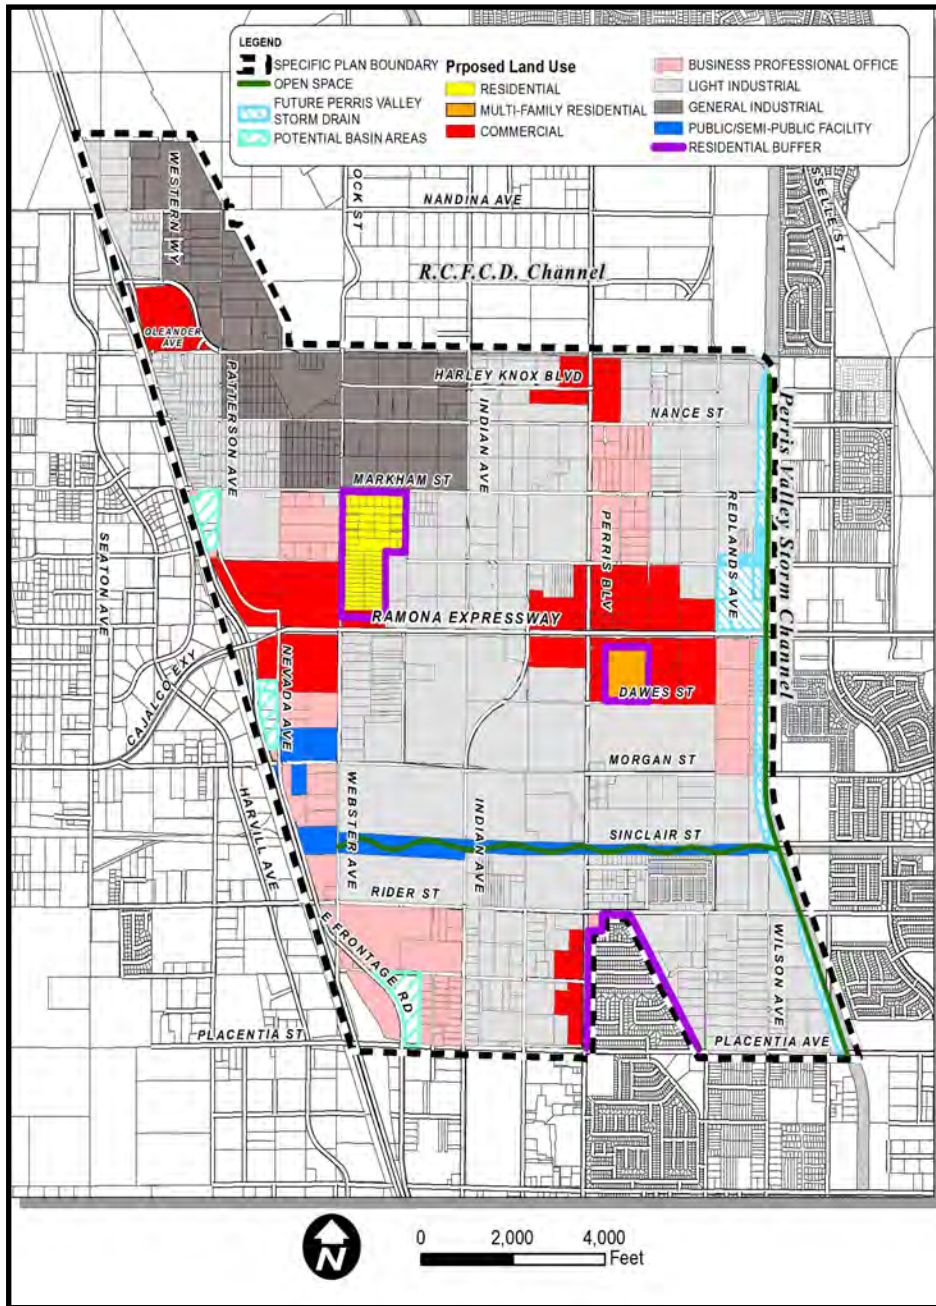 LEGEND
SPECIFIC PLAN BOUNDARY
OPEN SPACE
FUTURE PERRIS VALLEY
STORM DRAIN
POTENTIAL BASIN AREAS
Prposed Land Use
RESIDENTIAL
MULTI-FAMILY RESIDENTIAL
COMMERCIAL
BUSINESS PROFESSIONAL OFFICE
LIGHT INDUSTRIAL
GENERAL INDUSTRIAL
PUBLIC/SEMI-PUBLIC FACILITY
RESIDENTIAL BUFFER
WESTERN WY
OCK ST
NANDINA AVE
SSELLE ST
R.C.F.C.D. Channel
OLEANDER
AVE
PATTERSON AVE
HARLEY KNOX BLVD
INDIAN AVE
NANCE ST
Perris Valley Storm Channel
MARKHAM ST
SEATON AVE
PERRIS BLV
REDLANDS AVE
RAMONA EXPRESSWAY
CAJALCO EXY
NEVADA AVE
DAWES ST
MORGAN ST
HARVILL AVE
WEBSTER AVE
INDIAN AVE
SINCLAIR ST
RIDER ST
E FRONTAGE RD
WILSON AVE
PLACENTIA ST
PLACENTIA AVE
N
0 2,000 4,000
Feet